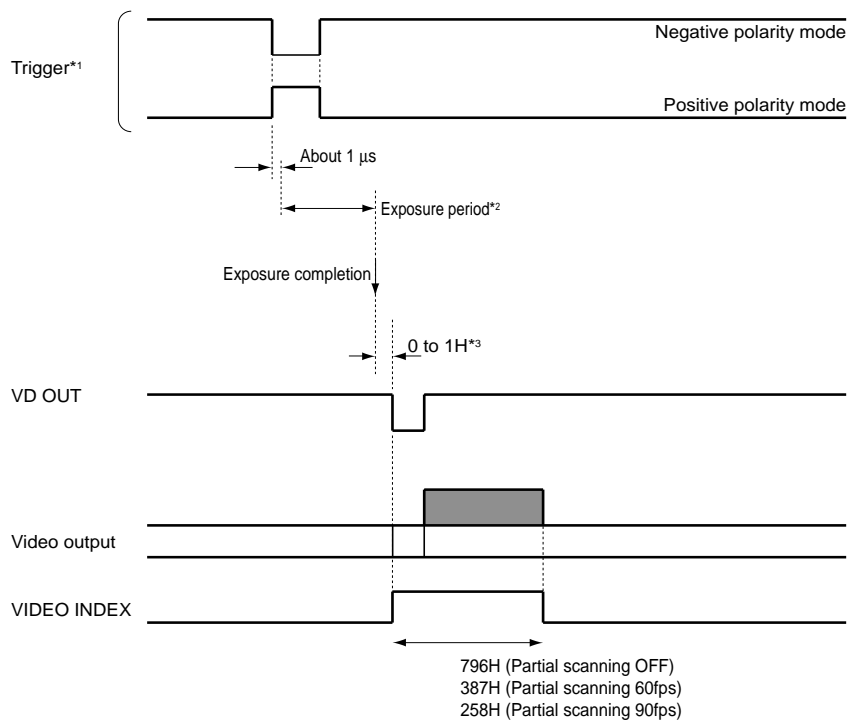 Negative polarity mode
Trigger*1
Positive polarity mode
About 1 μs
Exposure period*2
Exposure completion
0 to 1H*3
VD OUT
Video output
VIDEO INDEX
796H (Partial scanning OFF)
387H (Partial scanning 60fps)
258H (Partial scanning 90fps)